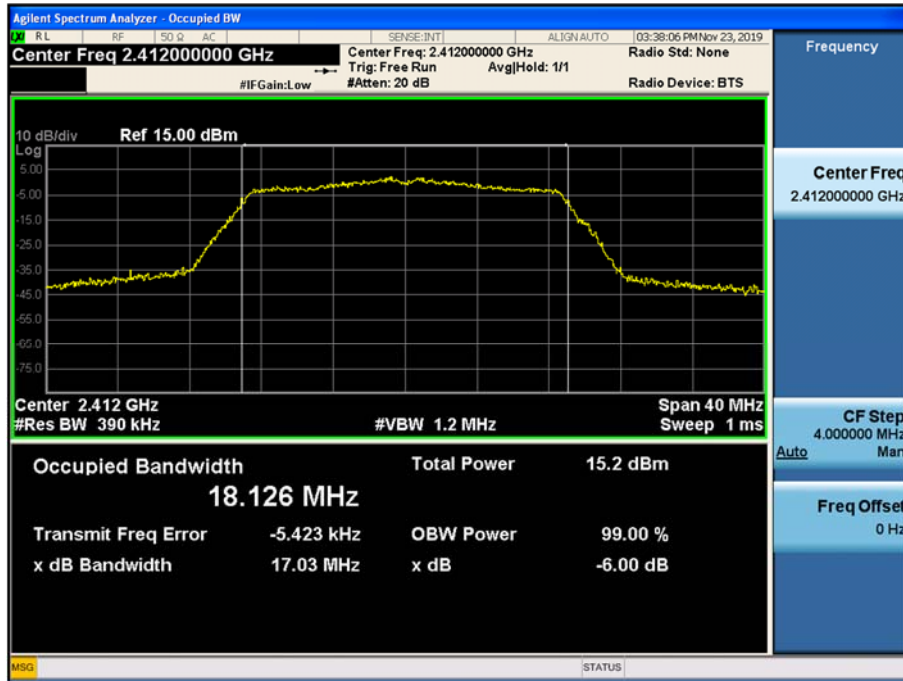 Agilent Spectrum Analyzer - Occupied BW
LXI RL RF 50 Ω AC SENSE:INT ALIGN AUTO 03:38:06 PM Nov 23, 2019
Center Freq 2.412000000 GHz
Center Freq: 2.412000000 GHz
Radio Std: None
Trig: Free Run Avg|Hold: 1/1
#IFGain:Low
#Atten: 20 dB
Radio Device: BTS
10 dB/div Ref 15.00 dBm
Log
5.00
-5.00
-15.0
-25.0
-35.0
-45.0
-55.0
-65.0
-75.0
Center 2.412 GHz Span 40 MHz
#Res BW 390 kHz #VBW 1.2 MHz Sweep 1 ms
Occupied Bandwidth Total Power 15.2 dBm
18.126 MHz
Transmit Freq Error -5.423 kHz OBW Power 99.00 %
x dB Bandwidth 17.03 MHz x dB -6.00 dB
Frequency
Center Freq
2.412000000 GHz
CF Step
4.000000 MHz
Auto Man
Freq Offset
0 Hz
MSG STATUS